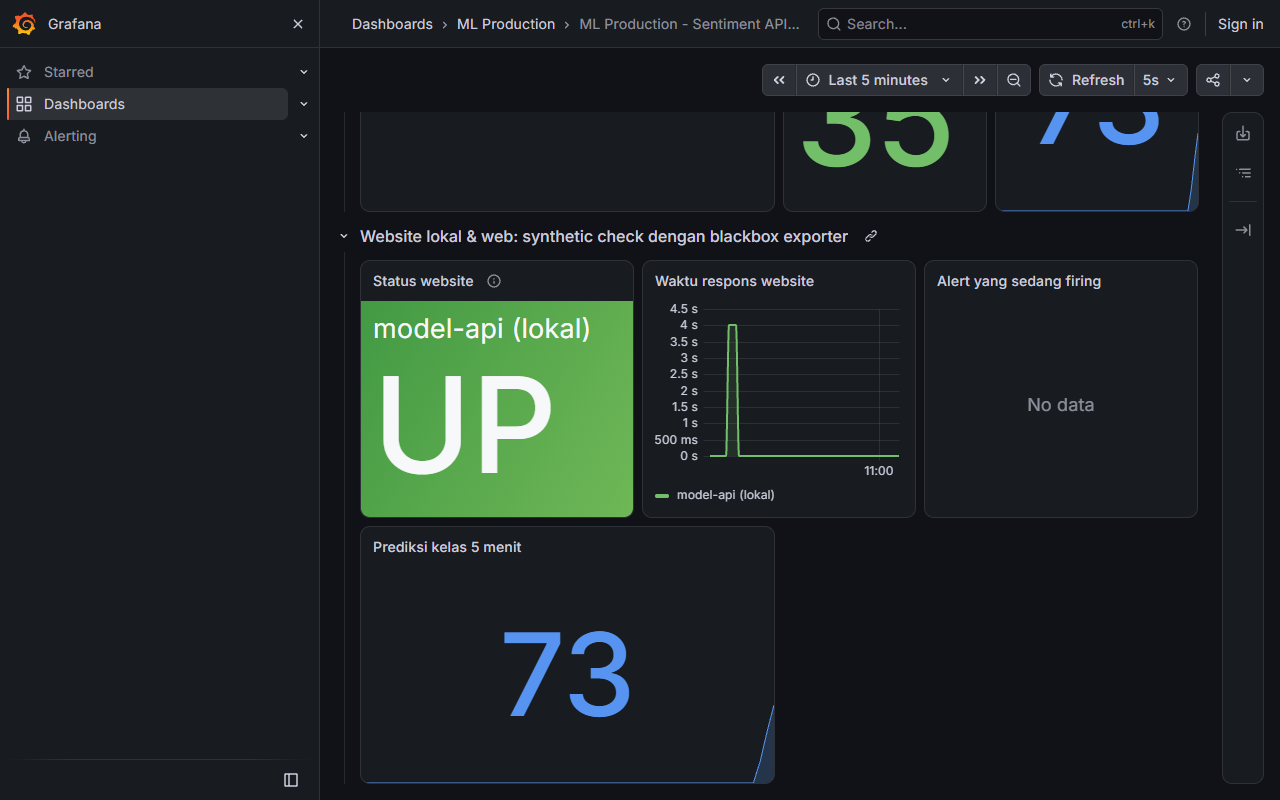 Grafana
Dashboards › ML Production › ML Production - Sentiment API...
Search...
ctrl+k
Sign in
Starred
Dashboards
Alerting
Last 5 minutes
Refresh
5s
35
73
Website lokal & web: synthetic check dengan blackbox exporter
Status website
model-api (lokal)
UP
Waktu respons website
4.5 s
4 s
3.5 s
3 s
2.5 s
2 s
1.5 s
1 s
500 ms
0 s
11:00
model-api (lokal)
Alert yang sedang firing
No data
Prediksi kelas 5 menit
73